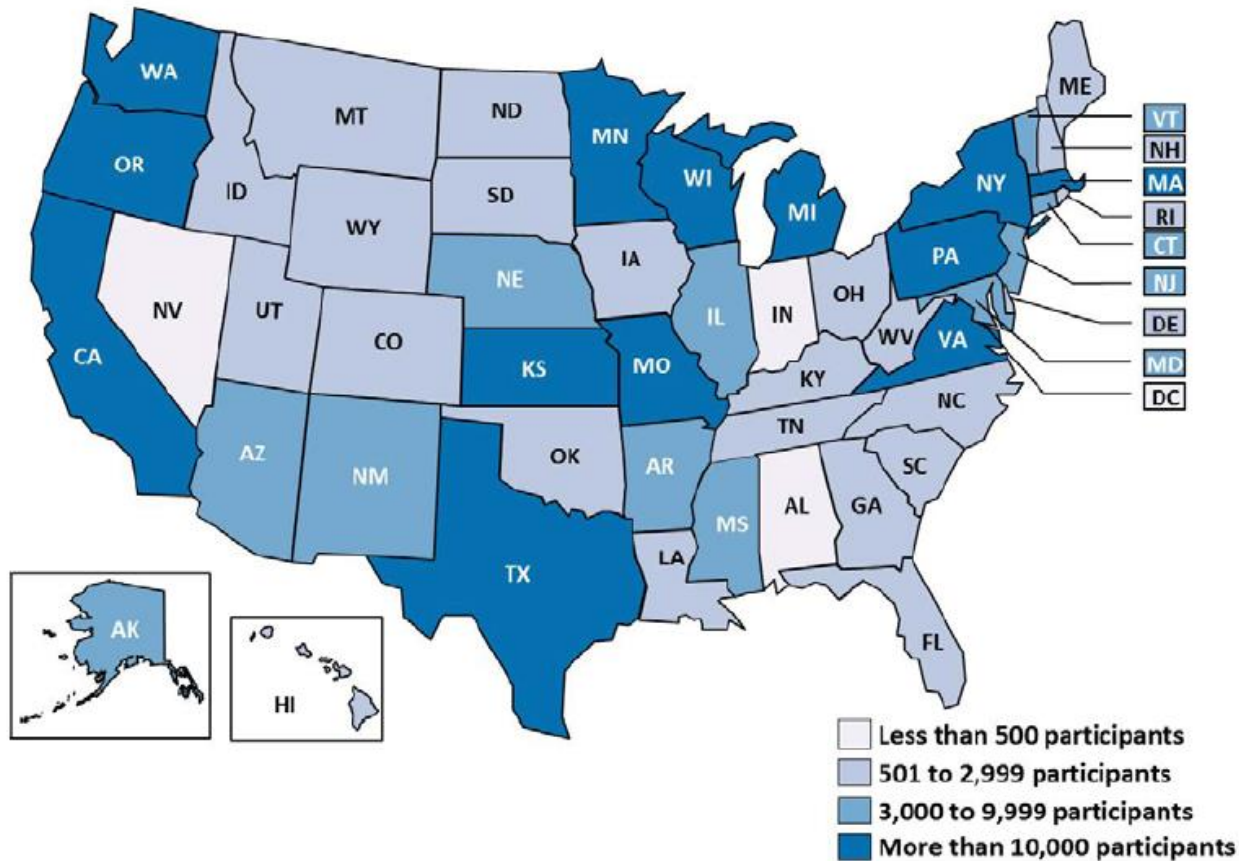 WA
OR
CA
NV
ID
MT
WY
UT
CO
AZ
NM
ND
SD
NE
KS
OK
TX
MN
IA
MO
AR
LA
WI
IL
MI
IN
OH
KY
TN
MS
AL
GA
FL
SC
NC
VA
WV
PA
NY
ME
VT
NH
MA
RI
CT
NJ
DE
MD
DC
AK
HI
Less than 500 participants
501 to 2,999 participants
3,000 to 9,999 participants
More than 10,000 participants